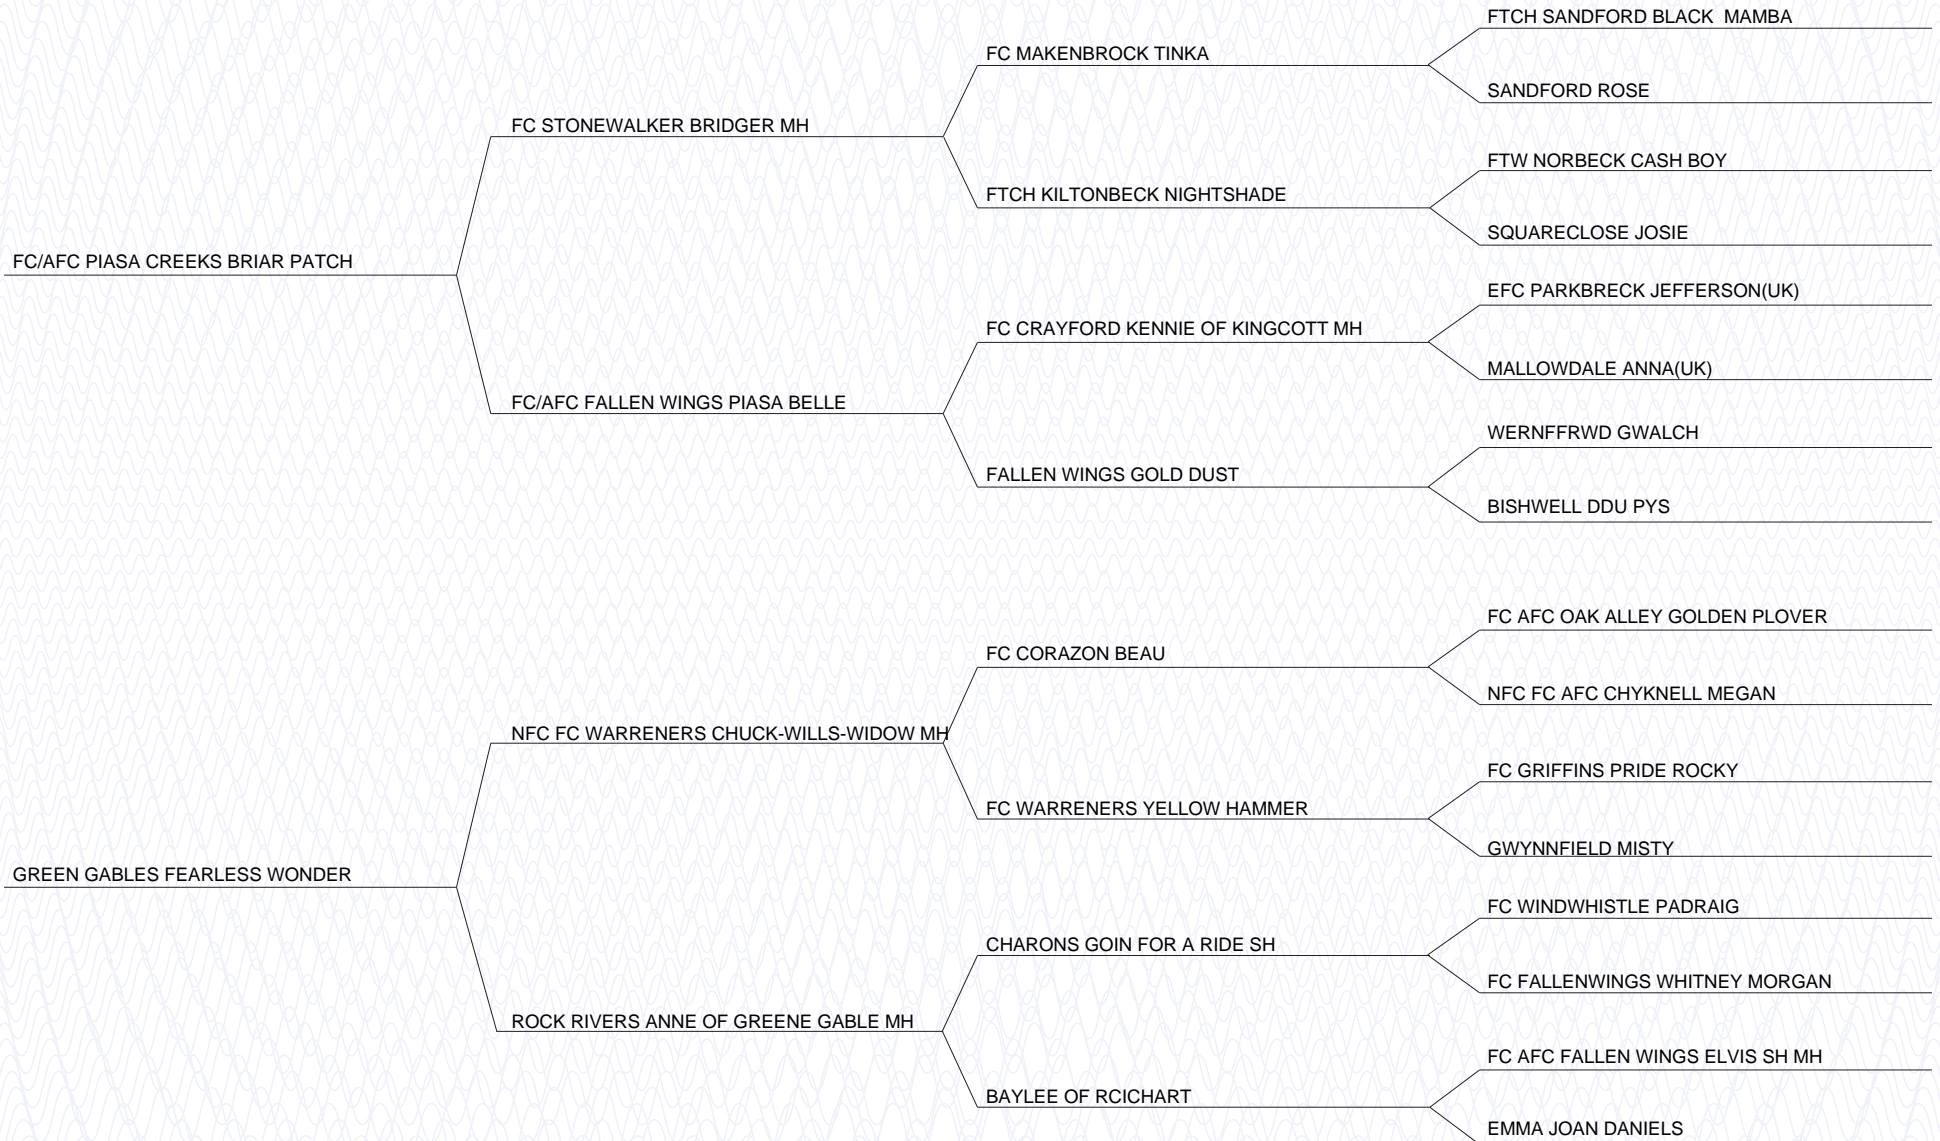 FTCH SANDFORD BLACK  MAMBA
FC MAKENBROCK TINKA
SANDFORD ROSE
FC STONEWALKER BRIDGER MH
FTW NORBECK CASH BOY
FTCH KILTONBECK NIGHTSHADE
SQUARECLOSE JOSIE
FC/AFC PIASA CREEKS BRIAR PATCH
EFC PARKBRECK JEFFERSON(UK)
FC CRAYFORD KENNIE OF KINGCOTT MH
MALLOWDALE ANNA(UK)
FC/AFC FALLEN WINGS PIASA BELLE
WERNFFRWD GWALCH
FALLEN WINGS GOLD DUST
BISHWELL DDU PYS
FC AFC OAK ALLEY GOLDEN PLOVER
FC CORAZON BEAU
NFC FC AFC CHYKNELL MEGAN
NFC FC WARRENERS CHUCK-WILLS-WIDOW MH
FC GRIFFINS PRIDE ROCKY
FC WARRENERS YELLOW HAMMER
GWYNNFIELD MISTY
GREEN GABLES FEARLESS WONDER
FC WINDWHISTLE PADRAIG
CHARONS GOIN FOR A RIDE SH
FC FALLENWINGS WHITNEY MORGAN
ROCK RIVERS ANNE OF GREENE GABLE MH
FC AFC FALLEN WINGS ELVIS SH MH
BAYLEE OF RCICHART
EMMA JOAN DANIELS